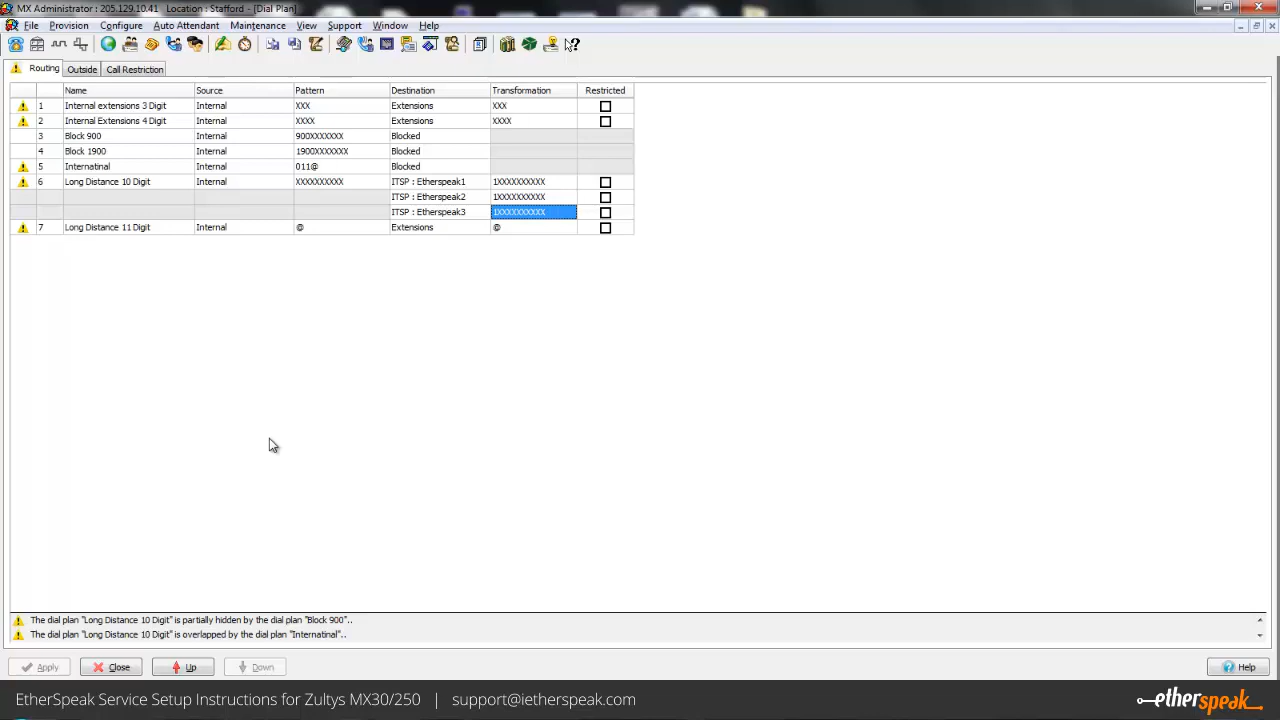 MX Administrator : 205.129.10.41   Location : Stafford - [Dial Plan]
File Provision Configure Auto Attendant Maintenance View Support Window Help
Routing Outside Call Restriction
Name Source Pattern Destination Transformation Restricted
1 Internal extensions 3 Digit Internal XXX Extensions XXX
2 Internal Extensions 4 Digit Internal XXXX Extensions XXXX
3 Block 900 Internal 900XXXXXXX Blocked
4 Block 1900 Internal 1900XXXXXXX Blocked
5 Internatinal Internal 011@ Blocked
6 Long Distance 10 Digit Internal XXXXXXXXXX ITSP : Etherspeak1 1XXXXXXXXXX
ITSP : Etherspeak2 1XXXXXXXXXX
ITSP : Etherspeak3 1XXXXXXXXXX
7 Long Distance 11 Digit Internal @ Extensions @
The dial plan "Long Distance 10 Digit" is partially hidden by the dial plan "Block 900"..
The dial plan "Long Distance 10 Digit" is overlapped by the dial plan "Internatinal"..
Apply Close Up Down Help
EtherSpeak Service Setup Instructions for Zultys MX30/250 | support@ietherspeak.com etherspeak